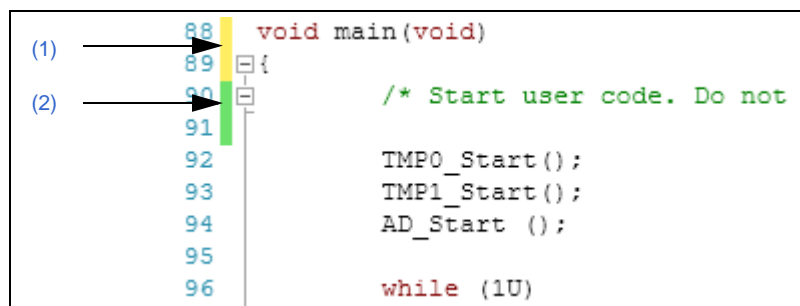 (1)
(2)
88 void main(void)
89 {
90 /* Start user code. Do not
91
92 TMP0_Start();
93 TMP1_Start();
94 AD_Start ();
95
96 while (1U)